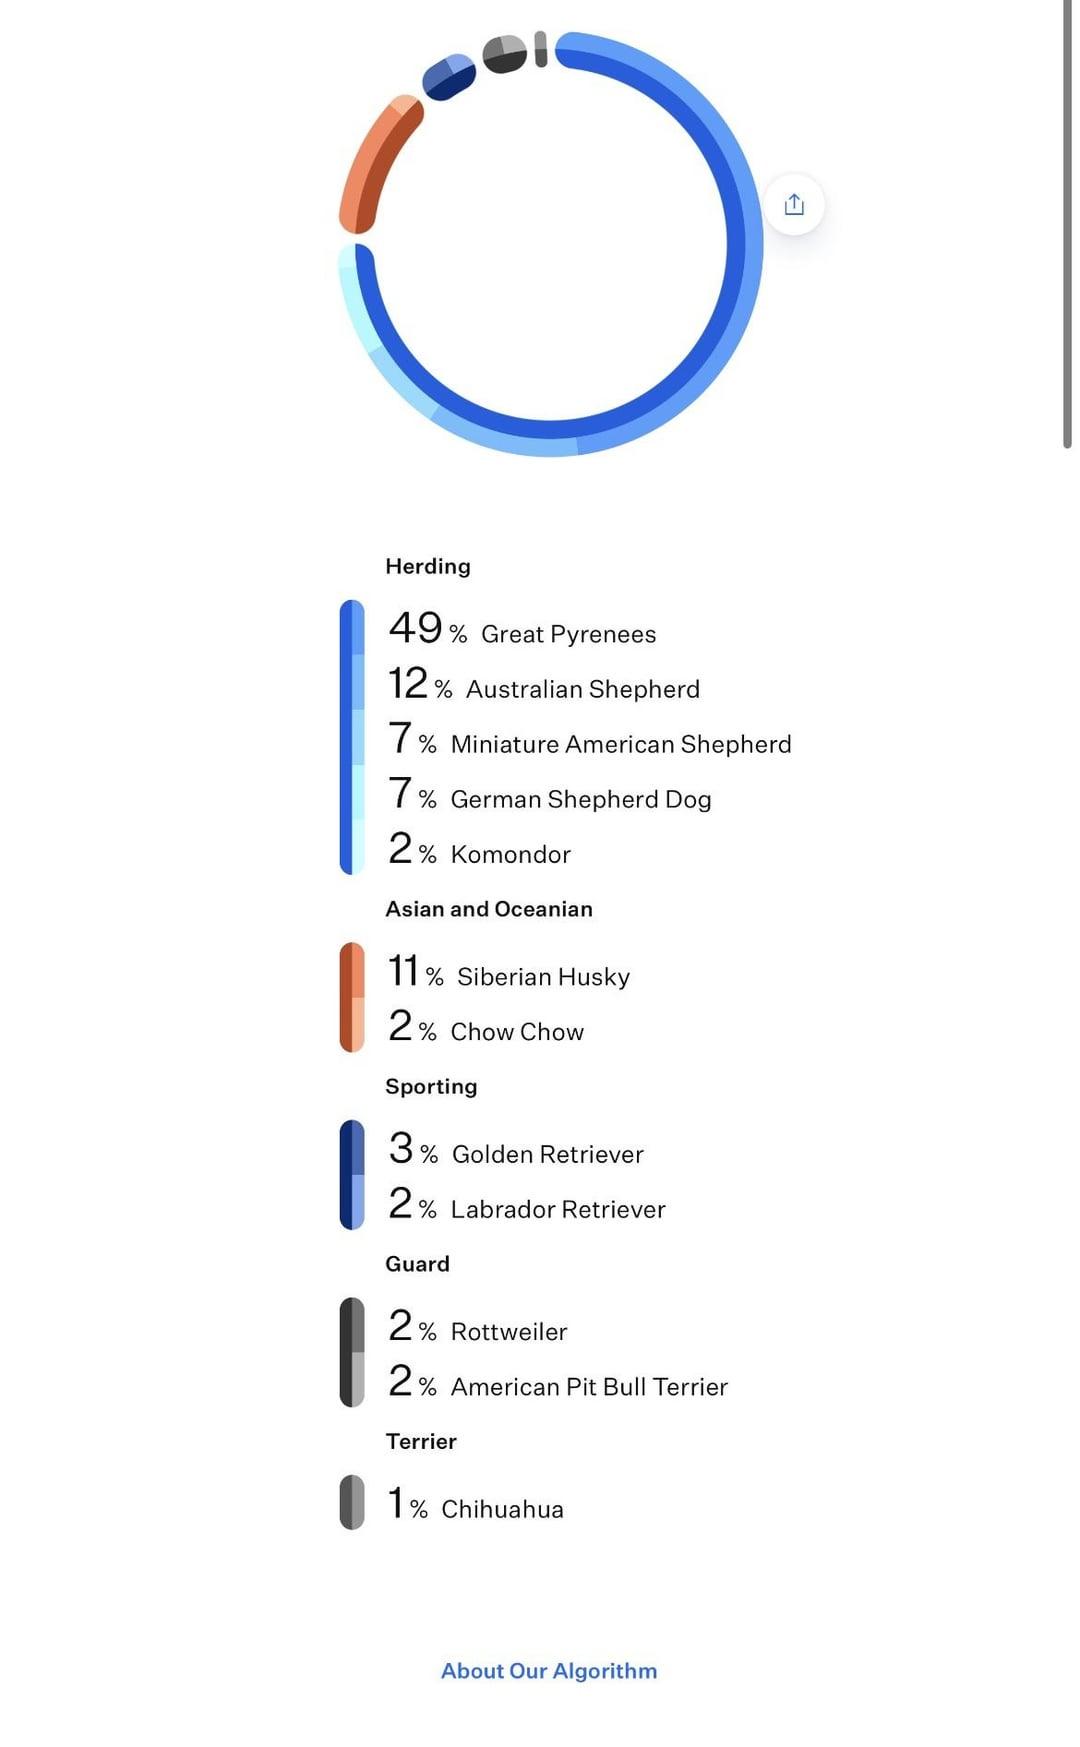 Herding
49 % Great Pyrenees
12 % Australian Shepherd
7 % Miniature American Shepherd
7 % German Shepherd Dog
2 % Komondor
Asian and Oceanian
11 % Siberian Husky
2 % Chow Chow
Sporting
3 % Golden Retriever
2 % Labrador Retriever
Guard
2 % Rottweiler
2 % American Pit Bull Terrier
Terrier
1 % Chihuahua
About Our Algorithm